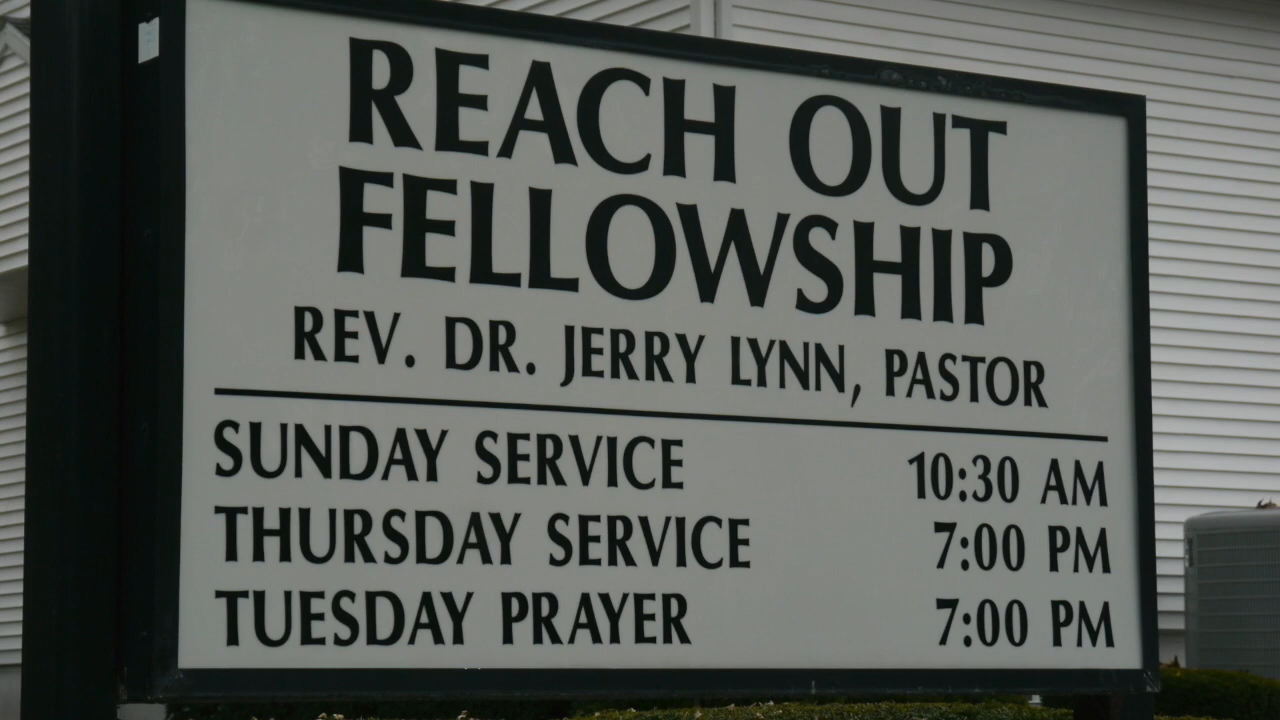 REACH OUT
FELLOWSHIP
REV. DR. JERRY LYNN, PASTOR
SUNDAY SERVICE 10:30 AM
THURSDAY SERVICE 7:00 PM
TUESDAY PRAYER 7:00 PM